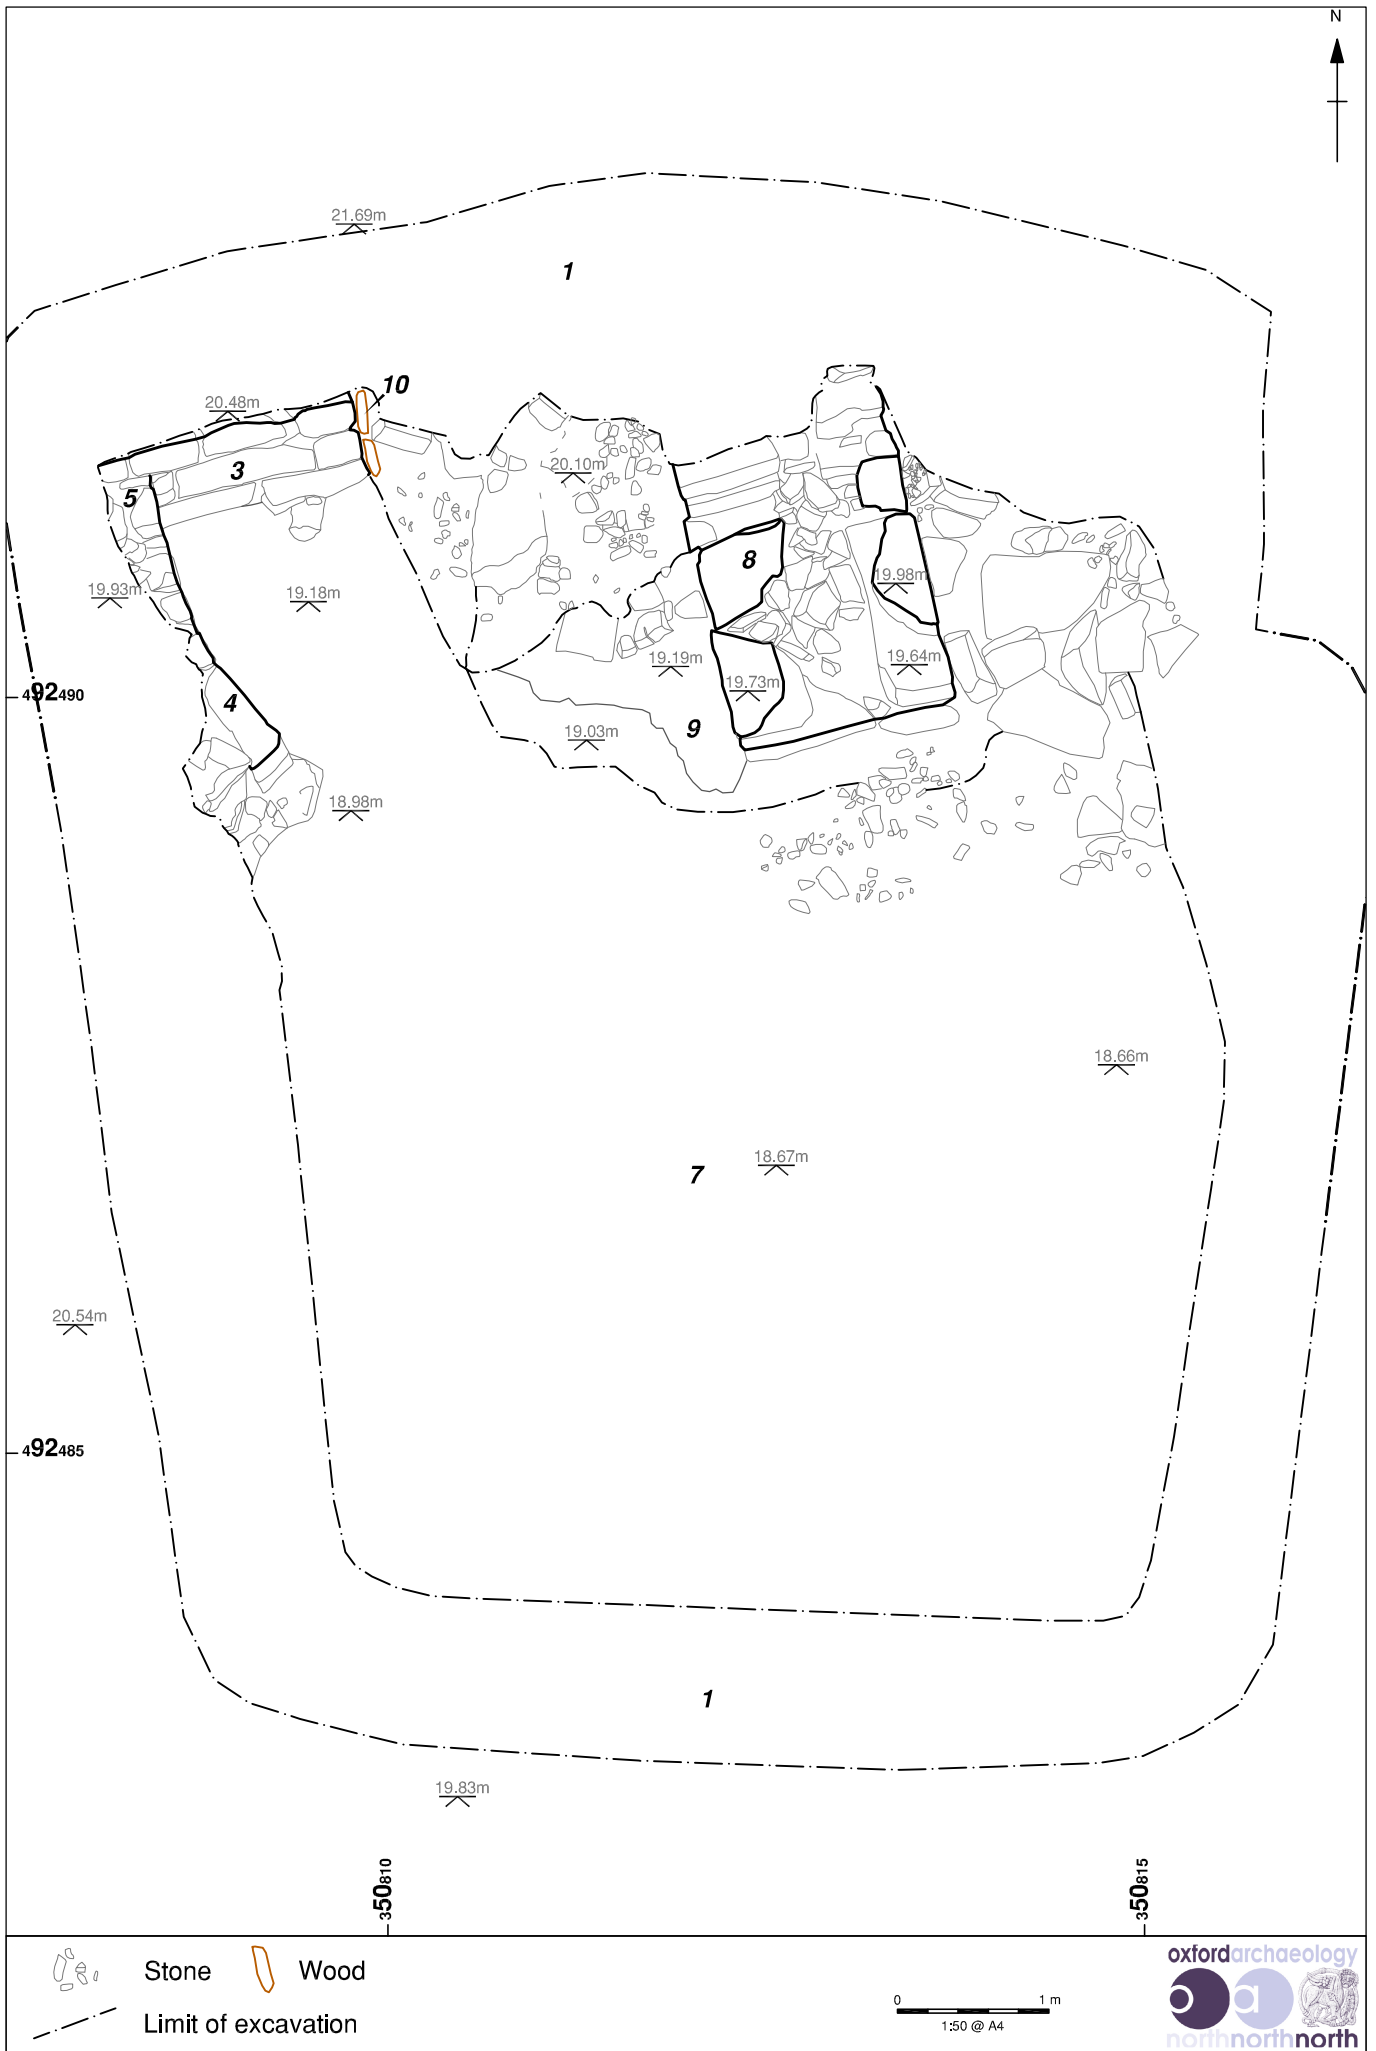 N
21.69m
1
10
20.48m
3
20.10m
5
8
19.93m
19.18m
19.98m
19.19m
19.64m
19.73m
492490
4
9
19.03m
18.98m
18.66m
18.67m
7
20.54m
492485
1
19.83m
350810
350815
Stone
Wood
Limit of excavation
0
1 m
1:50 @ A4
oxfordarchaeology
o a
northnorthnorth